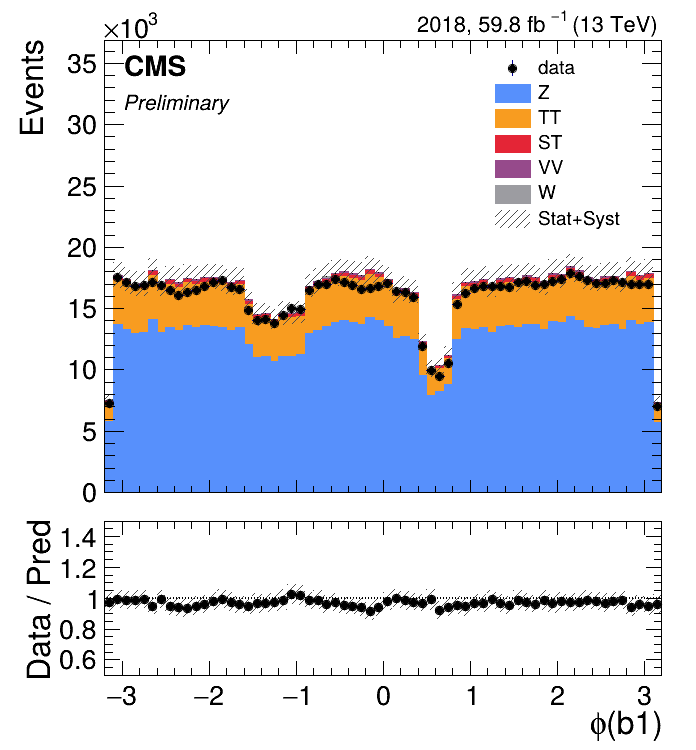 ×10³
2018, 59.8 fb⁻¹ (13 TeV)
CMS
Preliminary
data
Z
TT
ST
VV
W
Stat+Syst
Events
35
30
25
20
15
10
5
0
Data / Pred
1.4
1.2
1
0.8
0.6
−3 −2 −1 0 1 2 3
ϕ(b1)